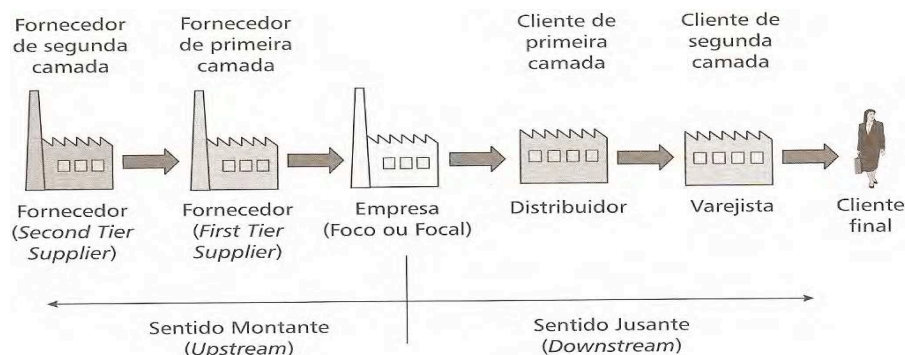 Fornecedor
de segunda
camada
Fornecedor
de primeira
camada
Cliente de
primeira
camada
Cliente de
segunda
camada
Fornecedor
(Second Tier
Supplier)
Fornecedor
(First Tier
Supplier)
Empresa
(Foco ou Focal)
Distribuidor
Varejista
Cliente
final
Sentido Montante
(Upstream)
Sentido Jusante
(Downstream)